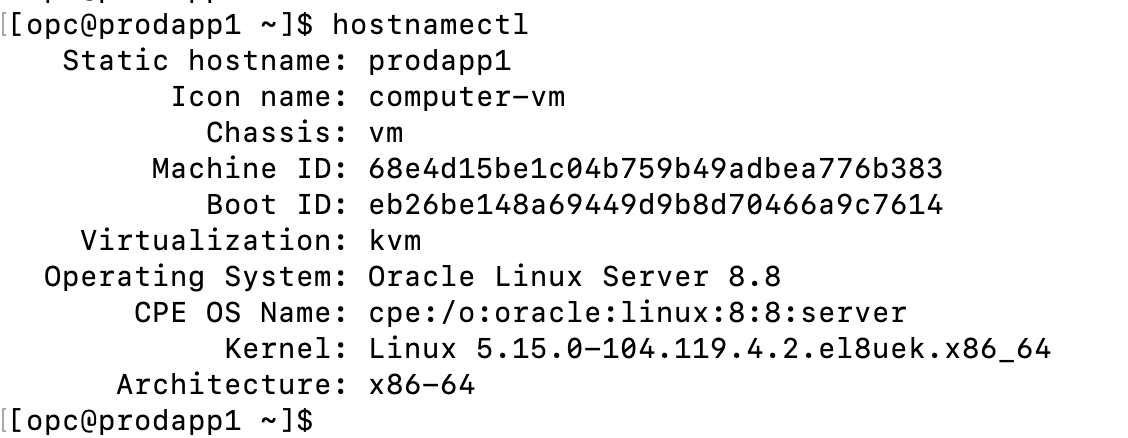 [[opc@prodapp1 ~]$ hostnamectl
Static hostname: prodapp1
Icon name: computer-vm
Chassis: vm
Machine ID: 68e4d15be1c04b759b49adbea776b383
Boot ID: eb26be148a69449d9b8d70466a9c7614
Virtualization: kvm
Operating System: Oracle Linux Server 8.8
CPE OS Name: cpe:/o:oracle:linux:8:8:server
Kernel: Linux 5.15.0-104.119.4.2.el8uek.x86_64
Architecture: x86-64
[[opc@prodapp1 ~]$